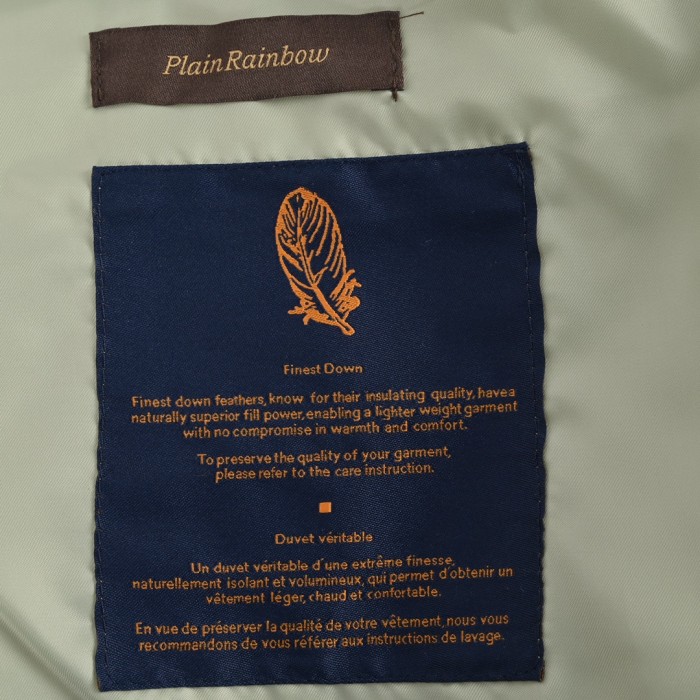 PlainRainbow
Finest Down
Finest down feathers, know for their insulating quality, havea
naturally superior fill power, enabling a lighter weight garment
with no compromise in warmth and comfort.
To preserve the quality of your garment,
please refer to the care instruction.
Duvet véritable
Un duvet véritable d'une extrême finesse,
naturellement isolant et volumineux, qui permet d'obtenir un
vêtement léger, chaud et confortable.
En vue de préserver la qualité de votre vêtement, nous vous
recommandons de vous référer aux instructions de lavage.